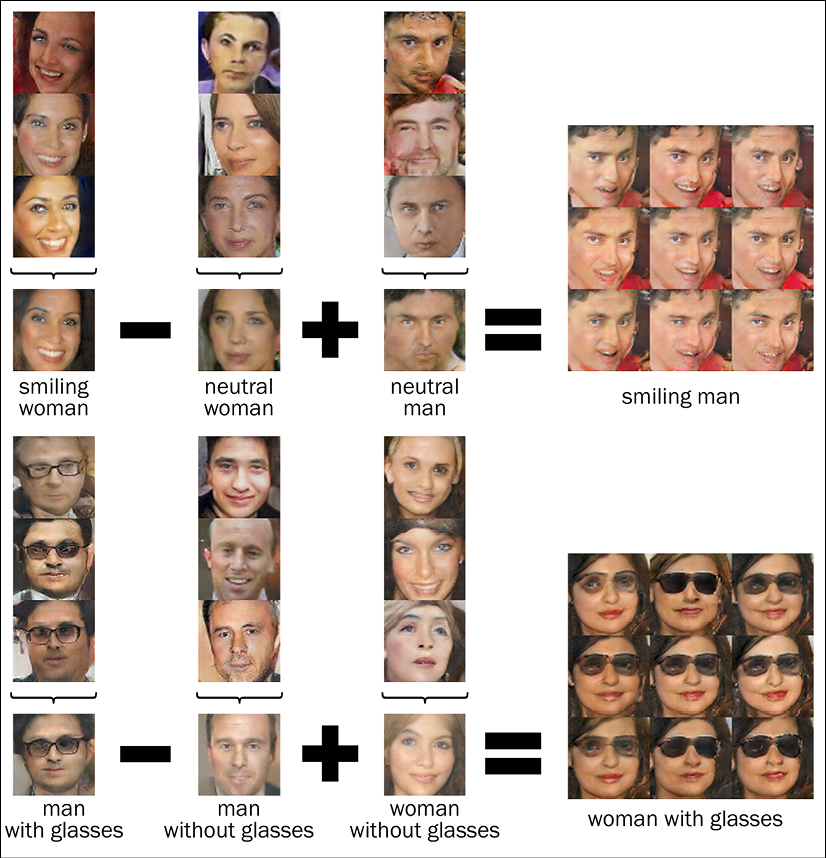 smiling
woman
neutral
woman
neutral
man
smiling man
man
with glasses
man
without glasses
woman
without glasses
woman with glasses